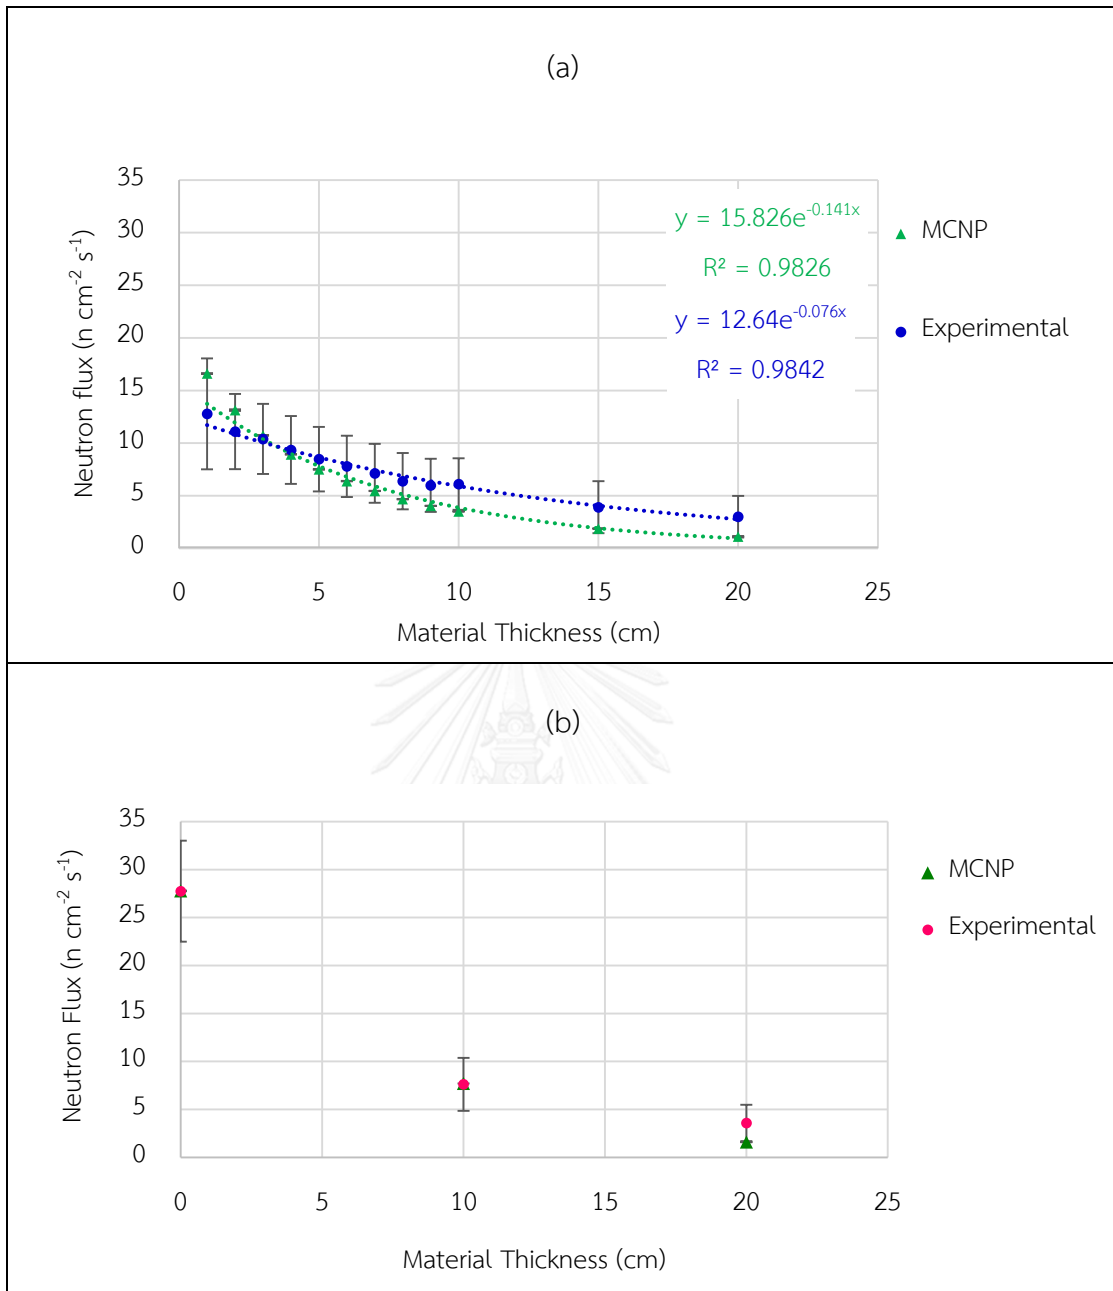 (a)
35
30
25
20
15
10
5
0
0 5 10 15 20 25
Neutron flux (n cm⁻² s⁻¹)
Material Thickness (cm)
y = 15.826e⁻⁰·¹⁴¹ˣ
R² = 0.9826
y = 12.64e⁻⁰·⁰⁷⁶ˣ
R² = 0.9842
MCNP
Experimental
(b)
35
30
25
20
15
10
5
0
0 5 10 15 20 25
Neutron Flux (n cm⁻² s⁻¹)
Material Thickness (cm)
MCNP
Experimental